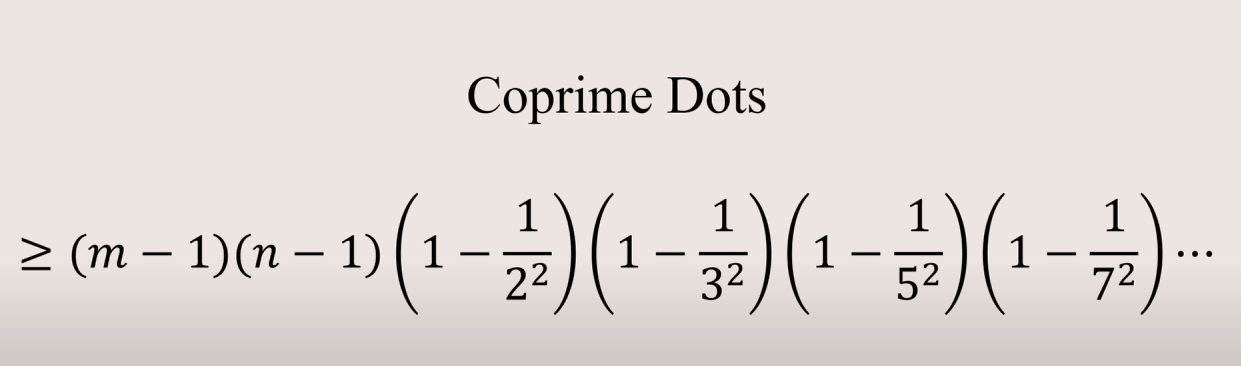 Coprime Dots
≥ (m − 1)(n − 1)(1 − 1/2²)(1 − 1/3²)(1 − 1/5²)(1 − 1/7²)⋯